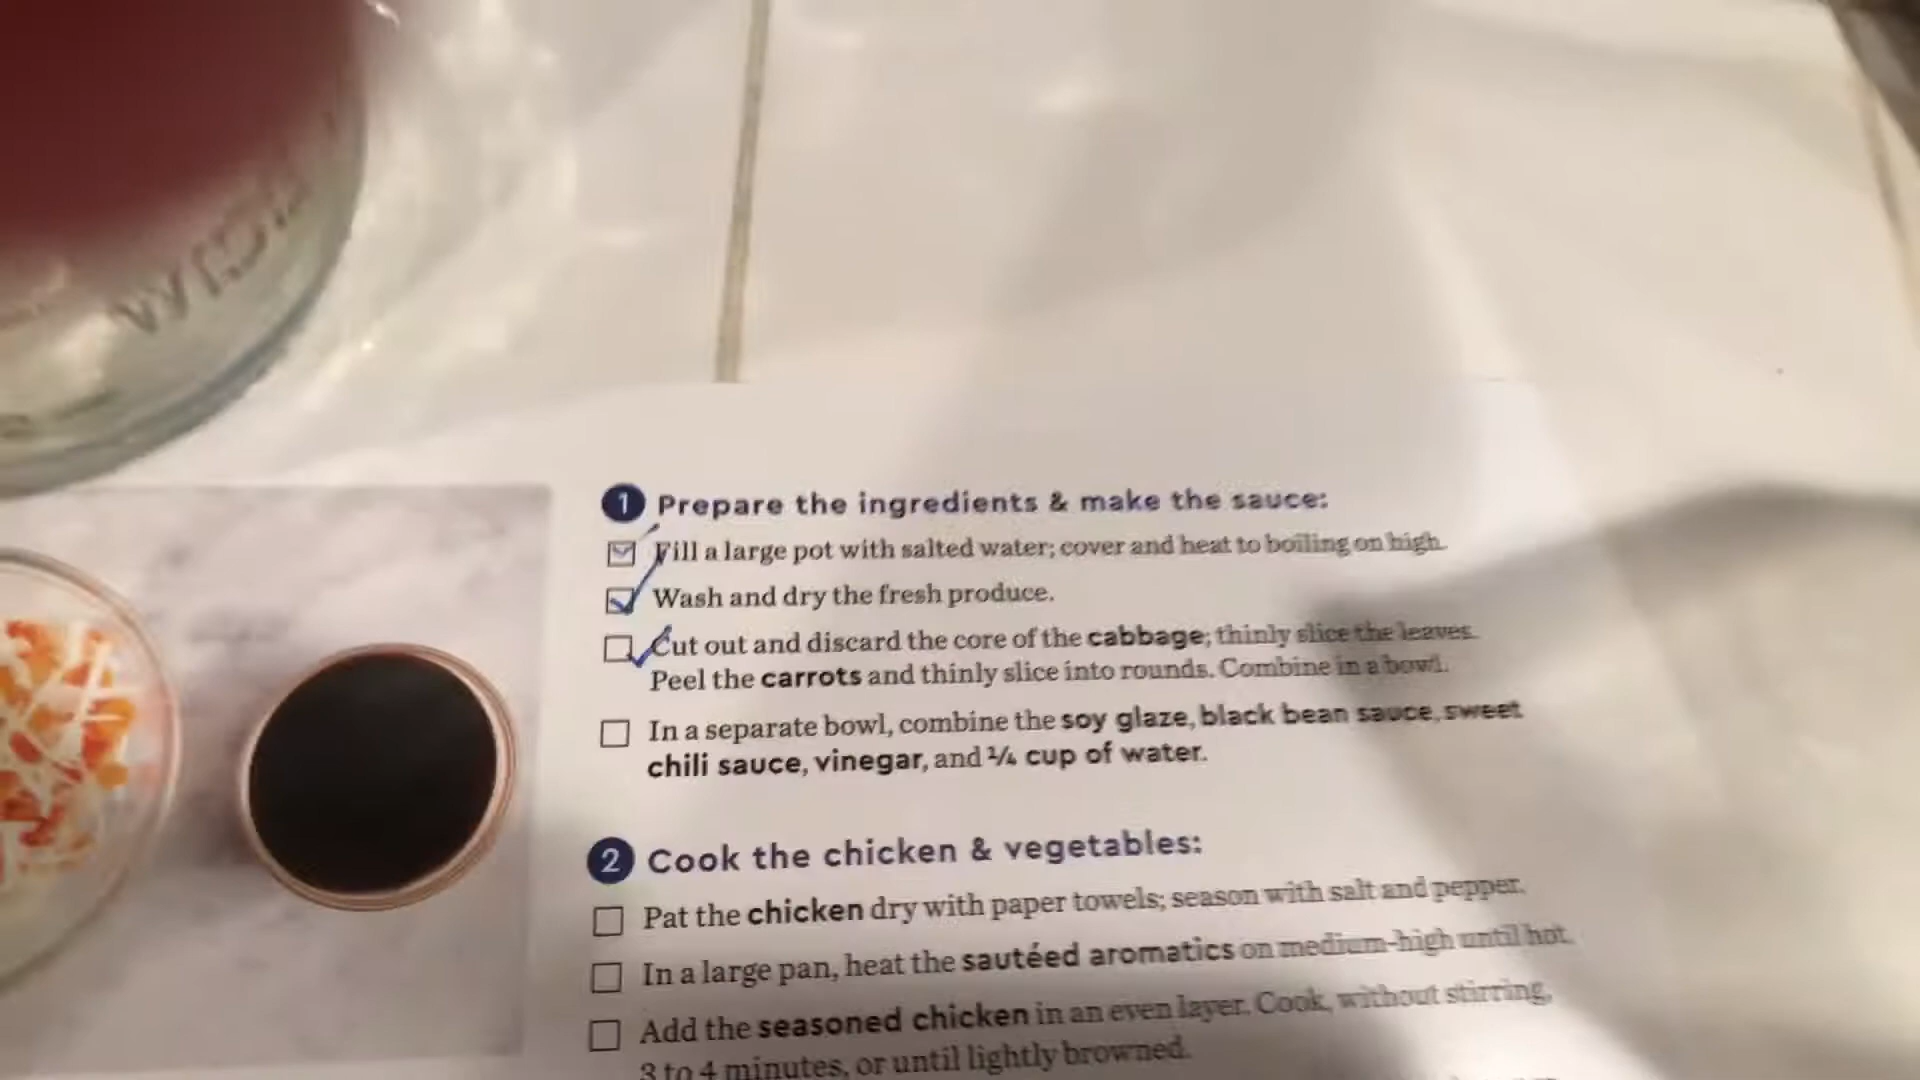 1 Prepare the ingredients & make the sauce:
Fill a large pot with salted water; cover and heat to boiling on high.
Wash and dry the fresh produce.
Cut out and discard the core of the cabbage; thinly slice the leaves.
Peel the carrots and thinly slice into rounds. Combine in a bowl.
In a separate bowl, combine the soy glaze, black bean sauce, sweet
chili sauce, vinegar, and ¼ cup of water.
2 Cook the chicken & vegetables:
Pat the chicken dry with paper towels; season with salt and pepper.
In a large pan, heat the sautéed aromatics on medium-high until hot.
Add the seasoned chicken in an even layer. Cook, without stirring,
3 to 4 minutes, or until lightly browned.